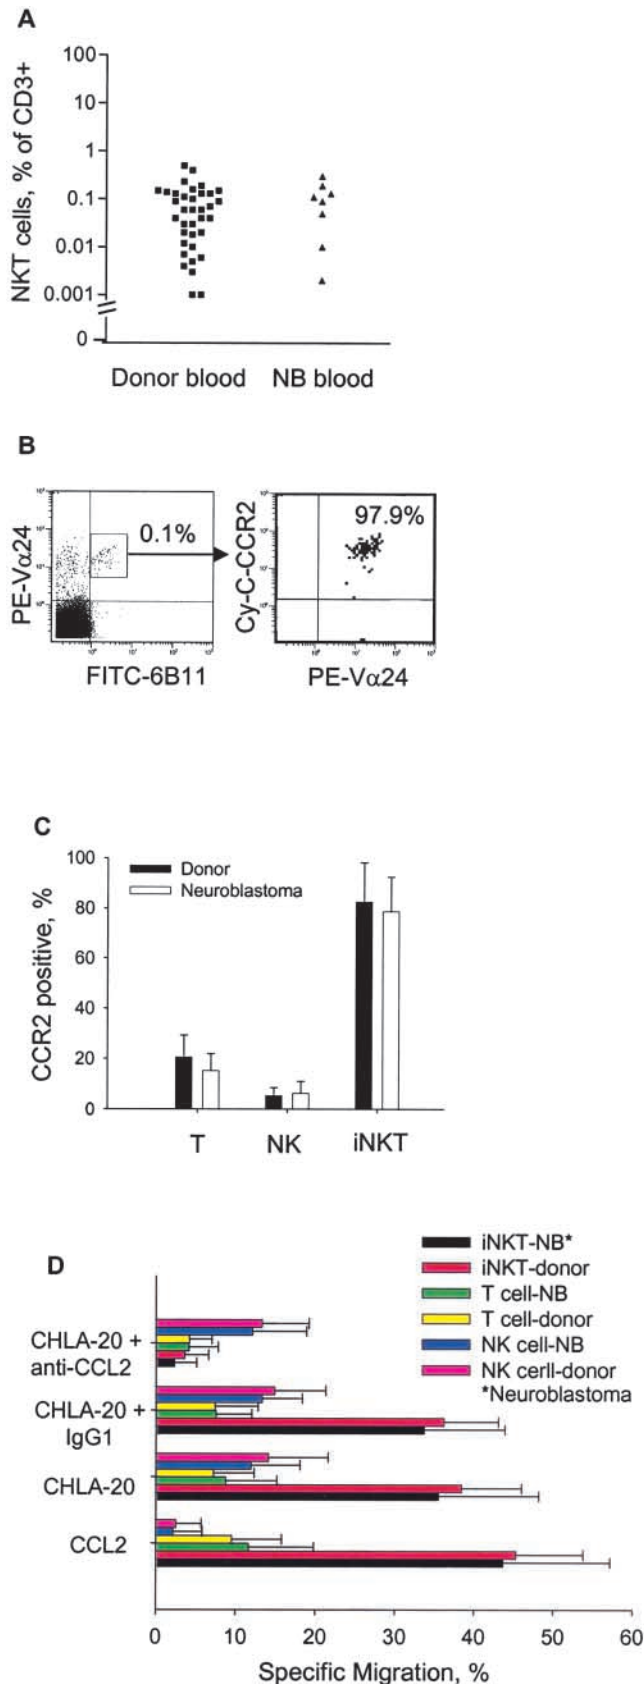 A
100
10
1
0.1
0.01
0.001
0
NKT cells, % of CD3+
Donor blood NB blood
B
PE-Vα24
0.1%
FITC-6B11
Cy-C-CCR2
97.9%
PE-Vα24
C
CCR2 positive, %
100
80
60
40
20
0
Donor
Neuroblastoma
T NK iNKT
D
iNKT-NB*
iNKT-donor
T cell-NB
T cell-donor
NK cell-NB
NK cerll-donor
*Neuroblastoma
CHLA-20 +
anti-CCL2
CHLA-20 +
IgG1
CHLA-20
CCL2
0 10 20 30 40 50 60
Specific Migration, %